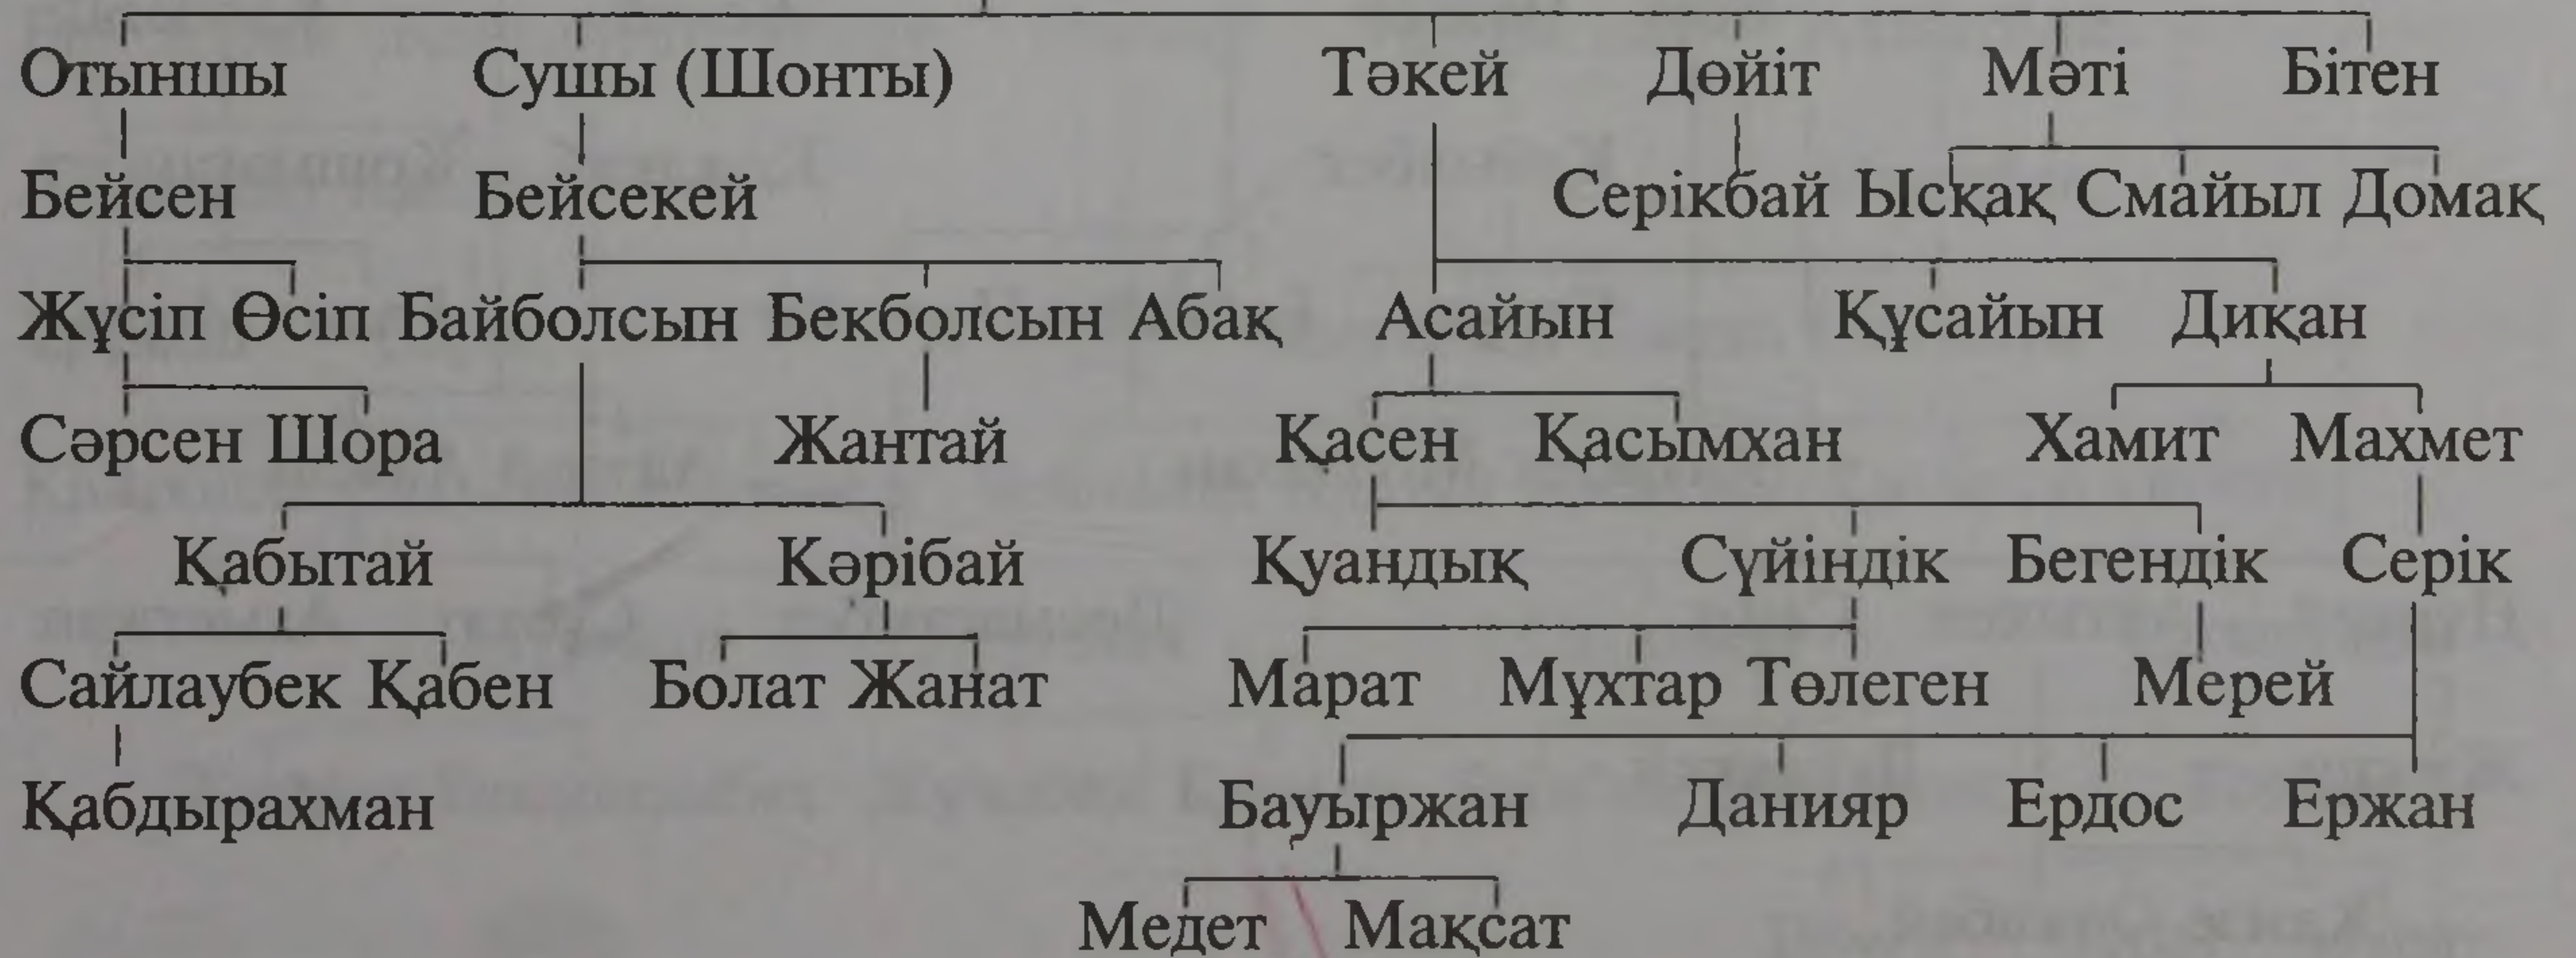 Отыншы Сушы (Шонты) Тәкей Дөйіт Мәті Бітен
Бейсен Бейсекей Серікбай Ысқақ Смайыл Домақ
Жүсіп Өсіп Байболсын Бекболсын Абақ Асайын Құсайын Диқан
Сәрсен Шора Жантай Қасен Қасымхан Хамит Махмет
Қабытай Кәрібай Қуандық Сүйіндік Бегендік Серік
Сайлаубек Қабен Болат Жанат Марат Мұхтар Төлеген Мерей
Қабдырахман Бауыржан Данияр Ердос Ержан
Медет Мақсат